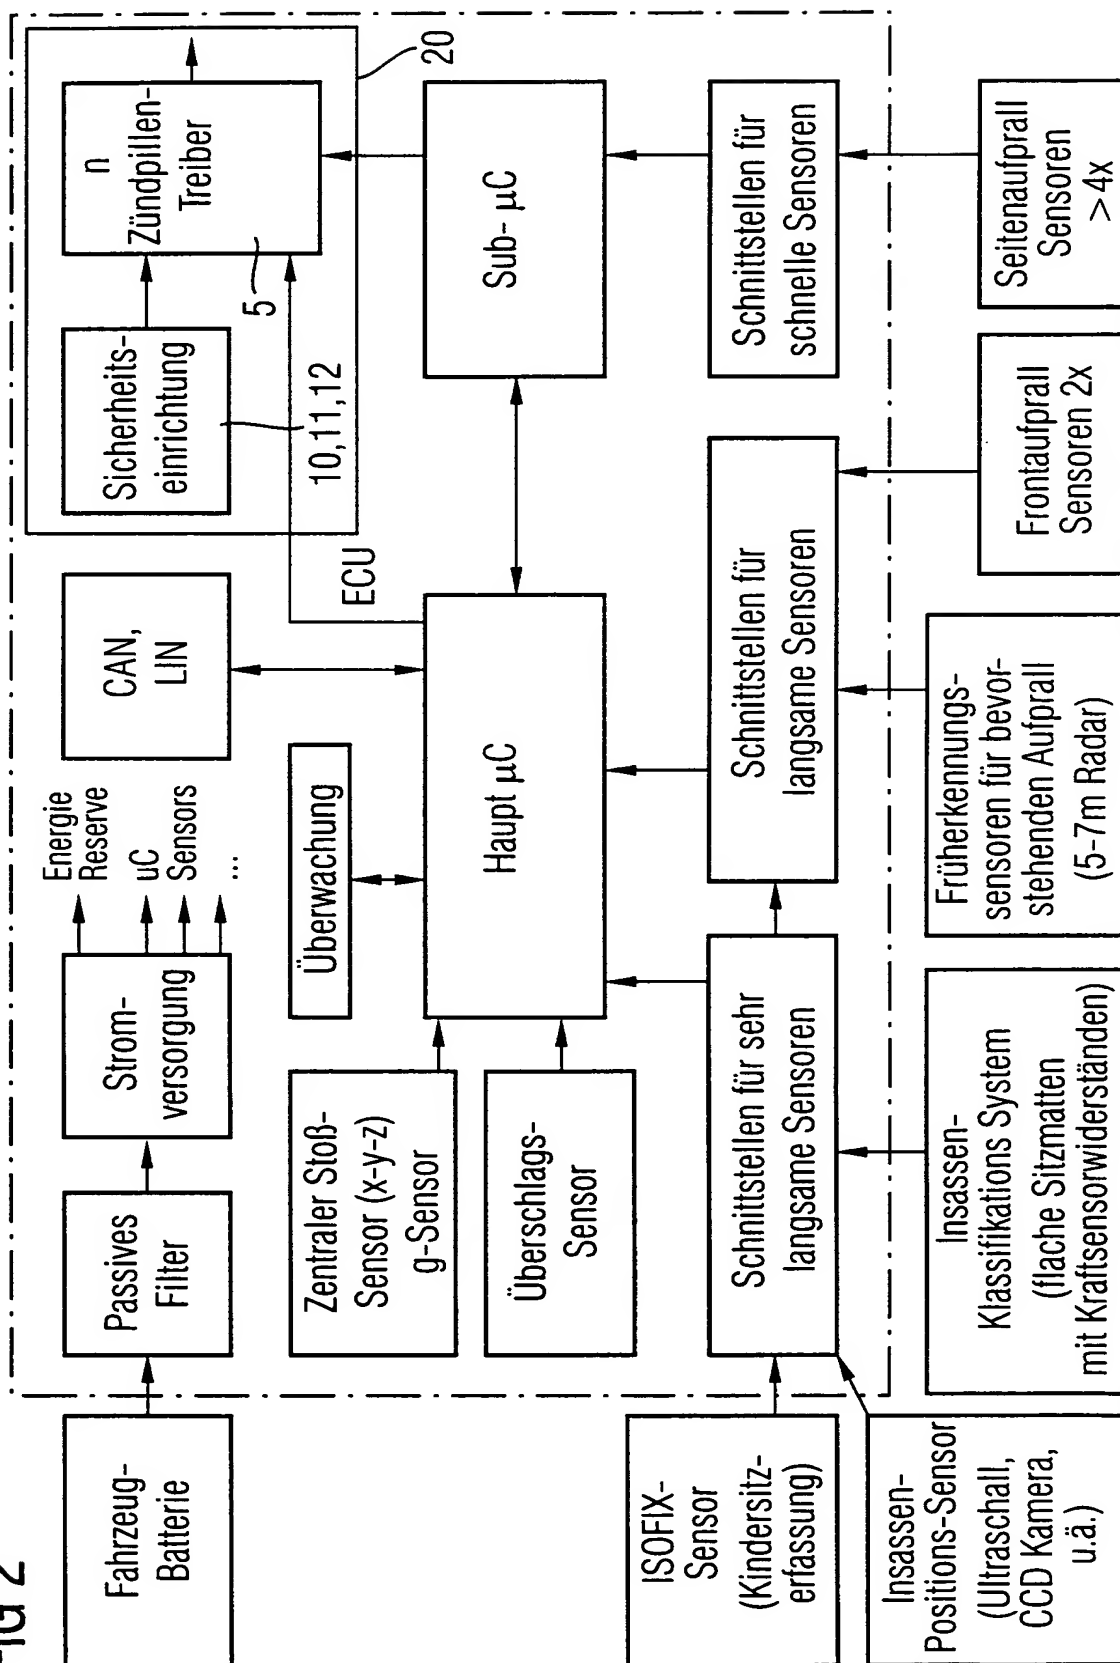 FIG 2
Fahrzeug-
Batterie
Passives
Filter
Strom-
versorgung
Energie
Reserve
uC
Sensors
...
CAN,
LIN
Sicherheits-
einrichtung
n
Zündpillen-
Treiber
5
20
10,11,12
ECU
Zentraler Stoß-
Sensor (x-y-z)
g-Sensor
Überwachung
Überschlags-
Sensor
Haupt µC
Sub- µC
ISOFIX-
Sensor
(Kindersitz-
erfassung)
Schnittstellen für sehr
langsame Sensoren
Schnittstellen für
langsame Sensoren
Schnittstellen für
schnelle Sensoren
Insassen-
Positions-Sensor
(Ultraschall,
CCD Kamera,
u.ä.)
Insassen-
Klassifikations System
(flache Sitzmatten
mit Kraftsensorwiderständen)
Früherkennungs-
sensoren für bevor-
stehenden Aufprall
(5-7m Radar)
Frontaufprall
Sensoren 2x
Seitenaufprall
Sensoren
>4x